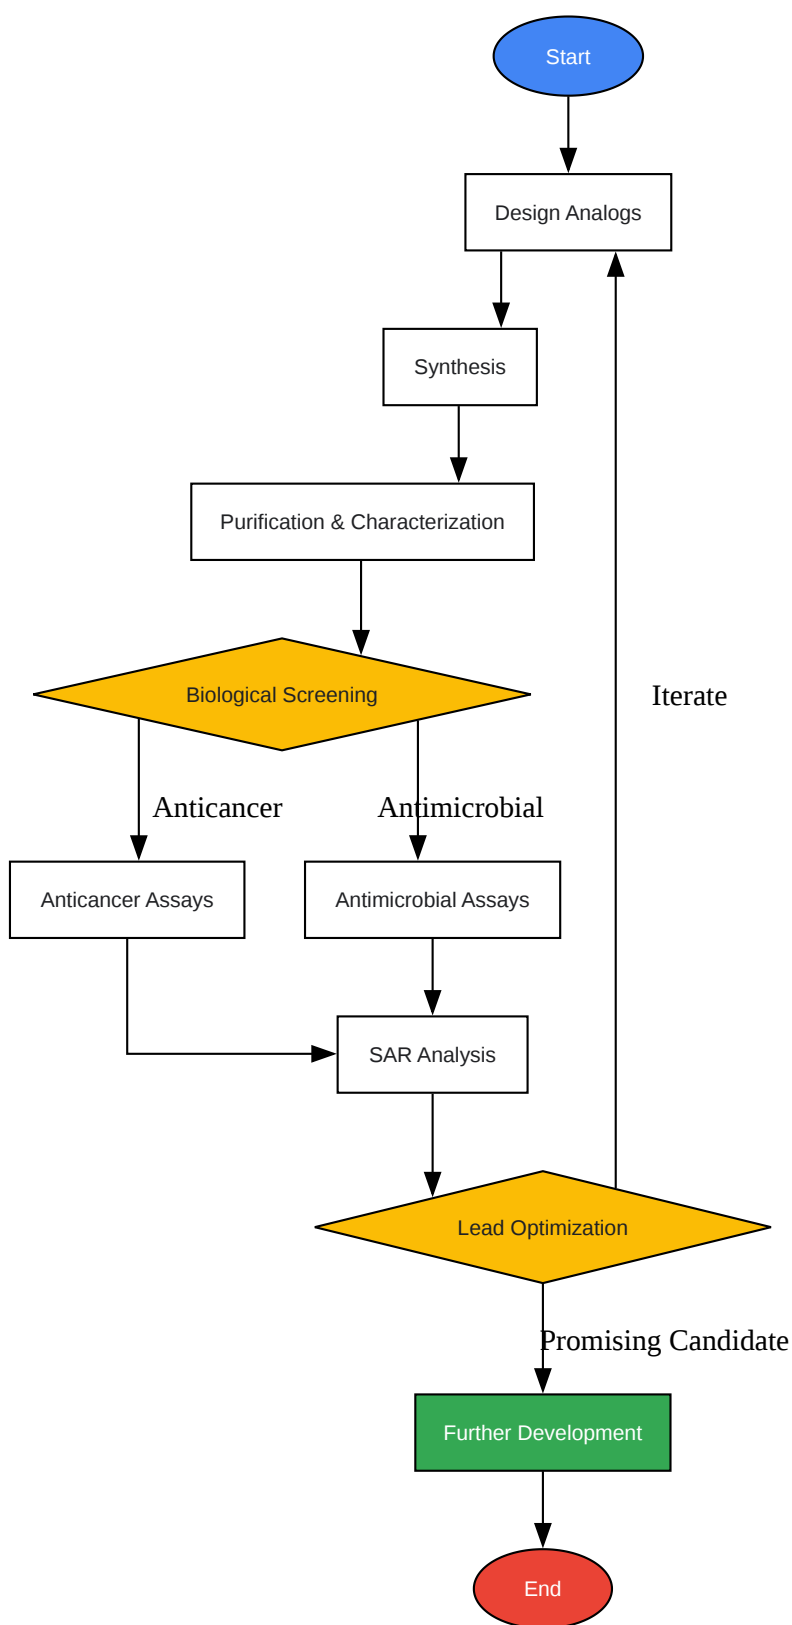 Start
Design Analogs
Synthesis
Purification & Characterization
Biological Screening
Iterate
Anticancer
Antimicrobial
Anticancer Assays
Antimicrobial Assays
SAR Analysis
Lead Optimization
Promising Candidate
Further Development
End